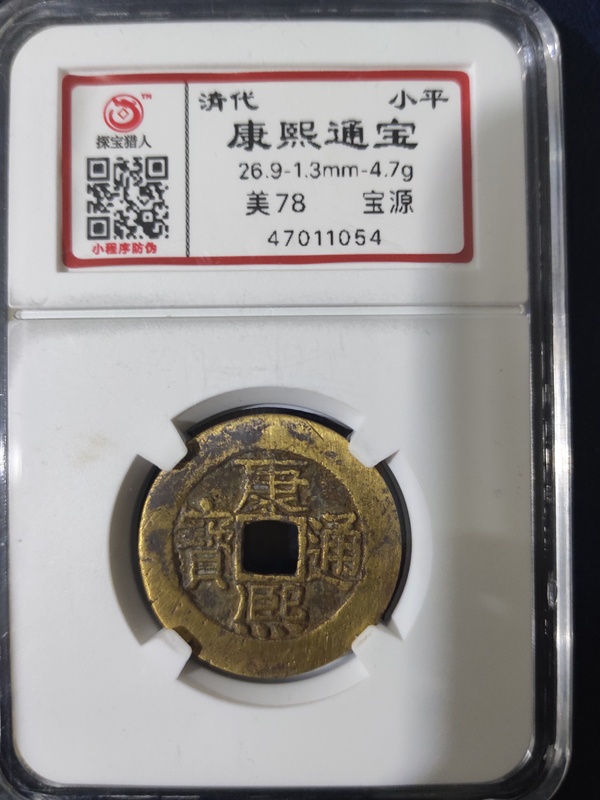 TM
探宝猎人
小程序防伪
清代 小平
康熙通宝
26.9-1.3mm-4.7g
美78 宝源
47011054
康
寶 通
熙